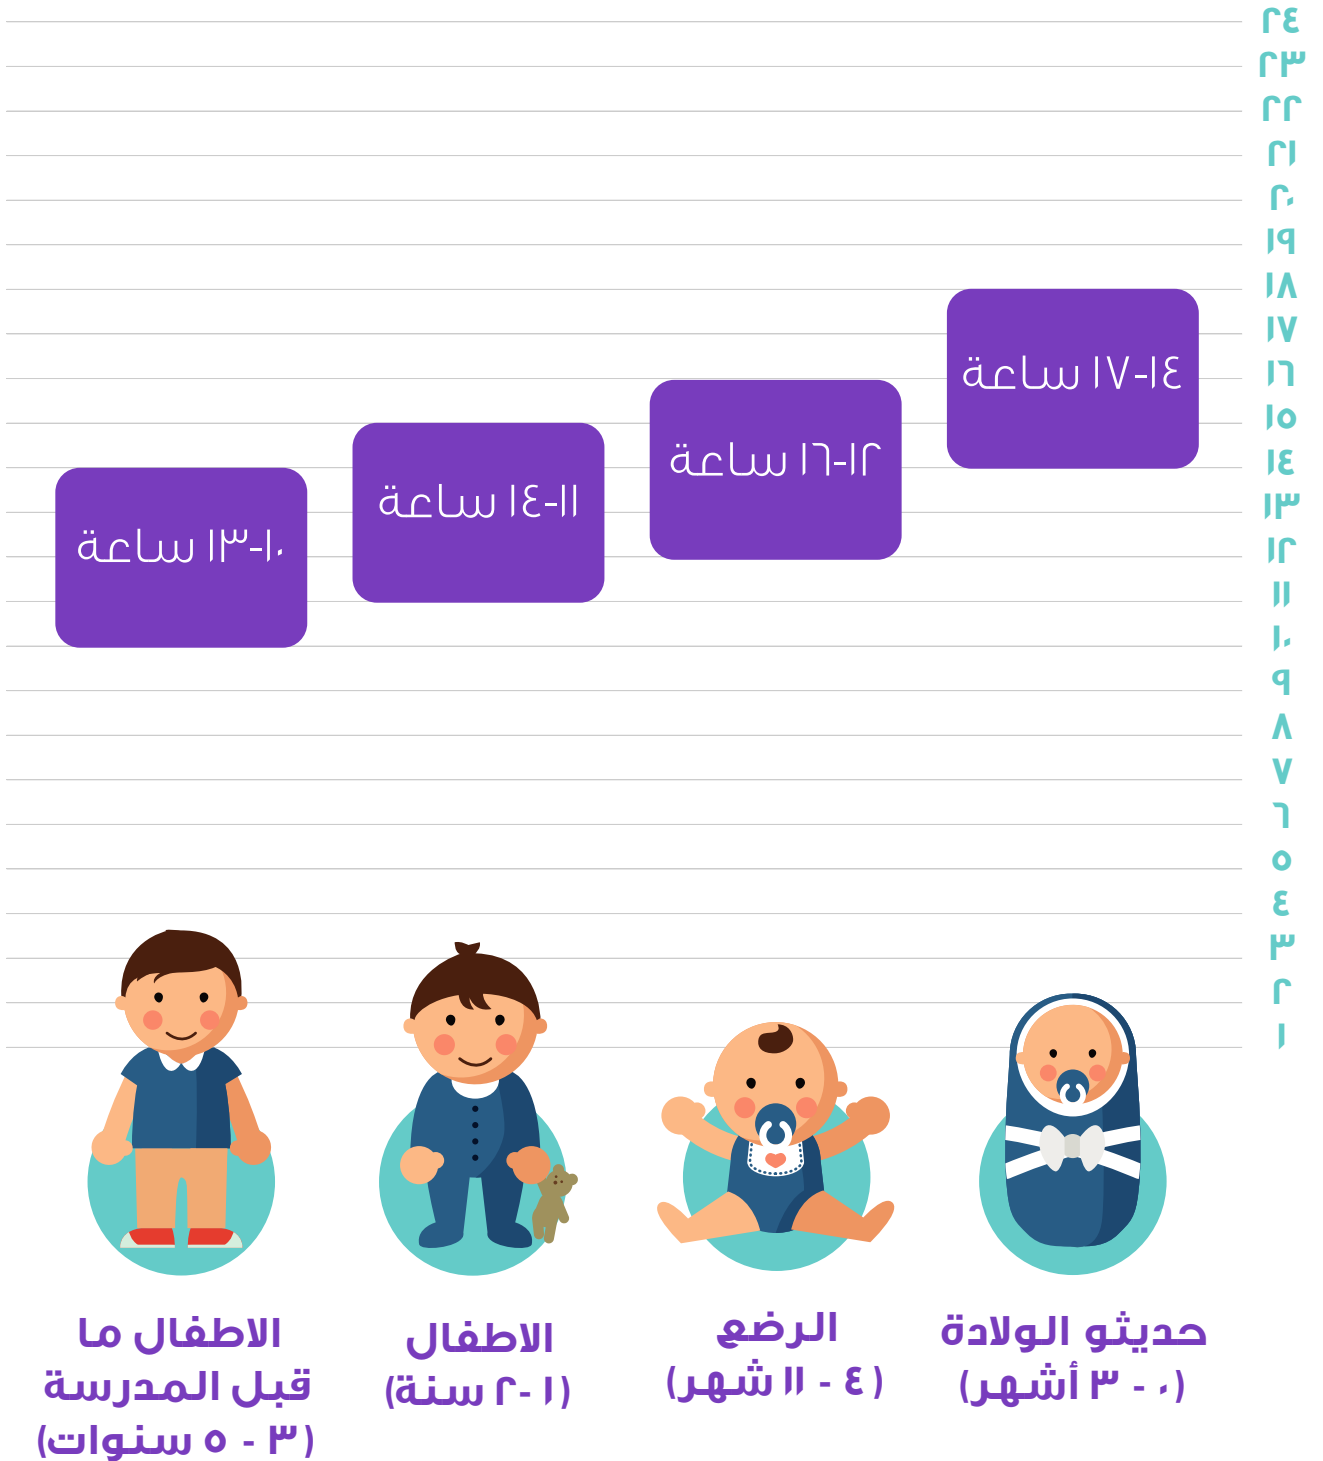 ٢٤
٢٣
٢٢
٢١
٢٠
١٩
١٨
١٧
١٦
١٥
١٤
١٣
١٢
١١
١٠
٩
٨
٧
٦
٥
٤
٣
٢
١
١٤-١٧ ساعة
١٢-١٦ ساعة
١١-١٤ ساعة
١٠-١٣ ساعة
حديثو الولادة
(٠ - ٣ أشهر)
الرضع
(٤ - ١١ شهر)
الاطفال
(١ -٢ سنة)
الاطفال ما
قبل المدرسة
(٣ - ٥ سنوات)